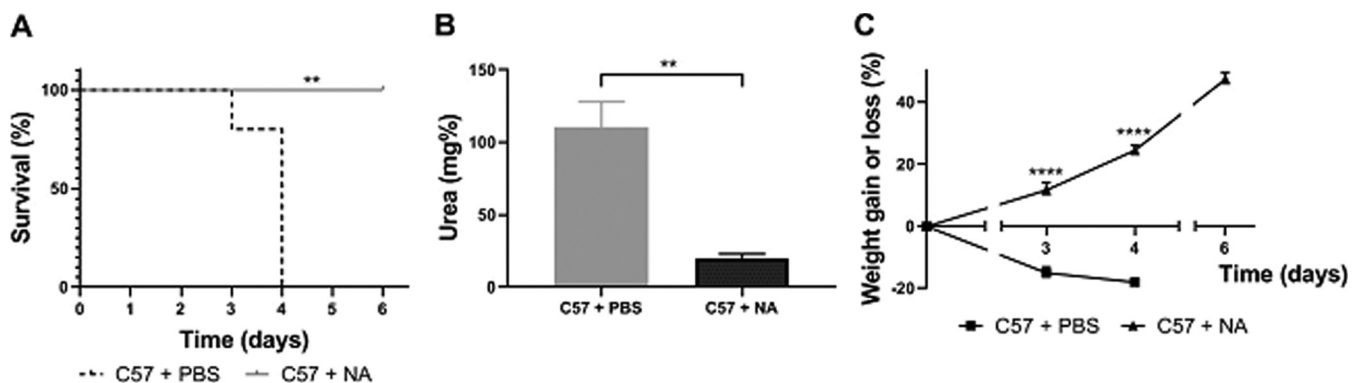 A
Survival (%)
100
50
0
**
0 1 2 3 4 5 6
Time (days)
C57 + PBS
C57 + NA
B
Urea (mg%)
150
100
50
0
**
C57 + PBS
C57 + NA
C
Weight gain or loss (%)
40
20
0
-20
****
****
3 4 6
Time (days)
C57 + PBS
C57 + NA